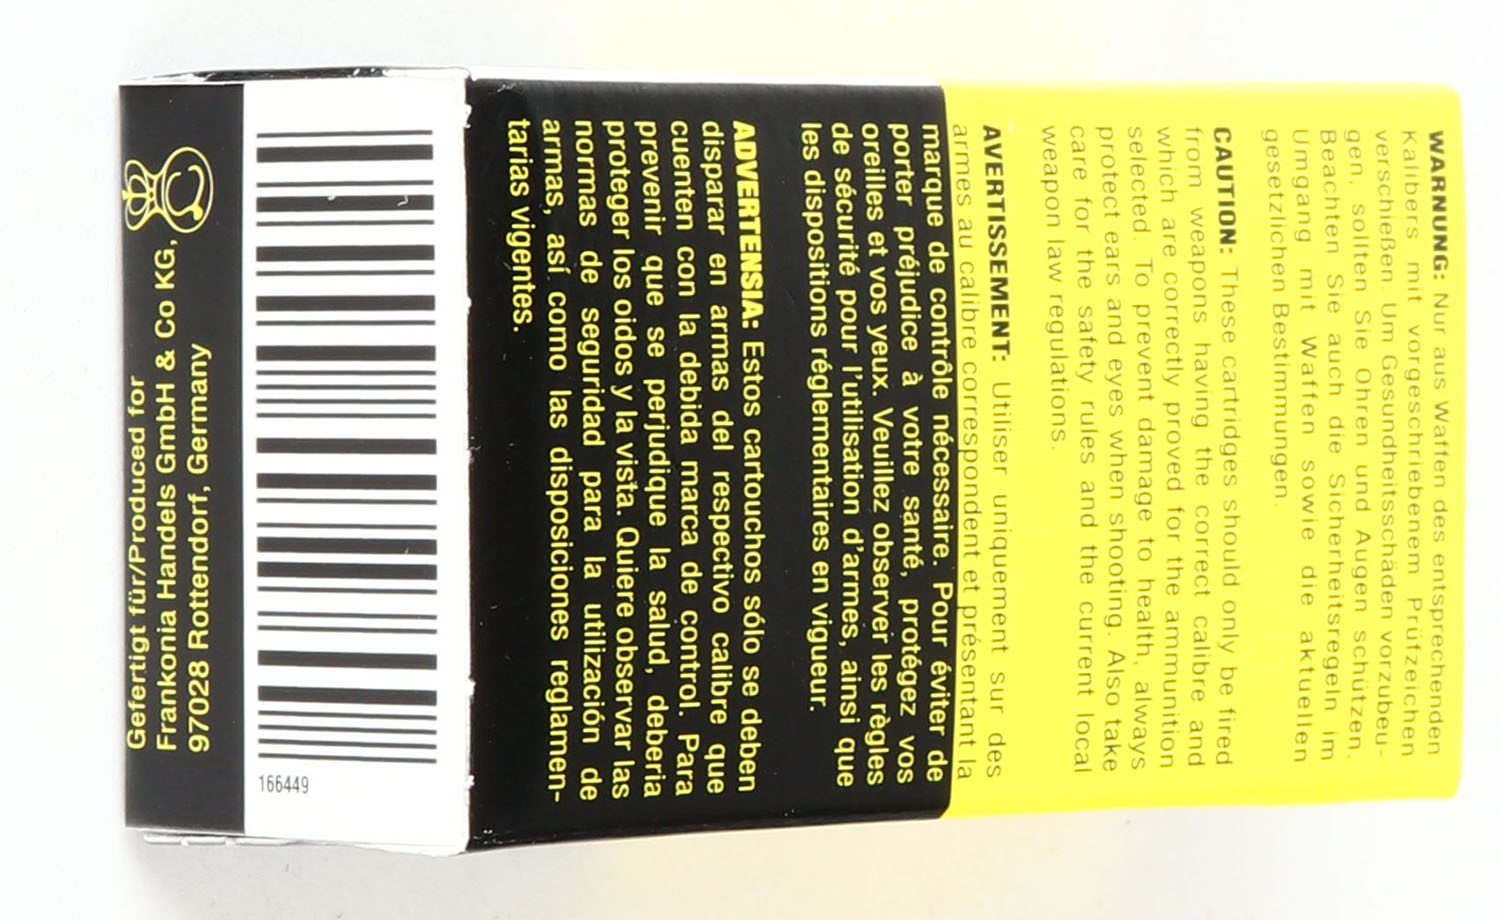 WARNUNG: Nur aus Waffen des entsprechenden
Kalibers mit vorgeschriebenem Prüfzeichen
verschießen. Um Gesundheitsschäden vorzubeu-
gen, sollten Sie Ohren und Augen schützen.
Beachten Sie auch die Sicherheitsregeln im
Umgang mit Waffen sowie die aktuellen
gesetzlichen Bestimmungen.
CAUTION: These cartridges should only be fired
from weapons having the correct calibre and
which are correctly proved for the ammunition
selected. To prevent damage to health, always
protect ears and eyes when shooting. Also take
care for the safety rules and the current local
weapon law regulations.
AVERTISSEMENT: Utiliser uniquement sur des
armes au calibre correspondent et présentant la
marque de contrôle nécessaire. Pour éviter de
porter préjudice à votre santé, protégez vos
oreilles et vos yeux. Veuillez observer les règles
de sécurité pour l'utilisation d'armes, ainsi que
les dispositions réglementaires en vigueur.
ADVERTENSIA: Estos cartouchos sólo se deben
disparar en armas del respectivo calibre que
cuenten con la debida marca de control. Para
prevenir que se perjudique la salud, deberia
proteger los oidos y la vista. Quiere observar las
normas de seguridad para la utilización de
armas, así como las disposiciones reglamen-
tarias vigentes.
166449
Gefertigt für/Produced for
Frankonia Handels GmbH & Co KG,
97028 Rottendorf, Germany